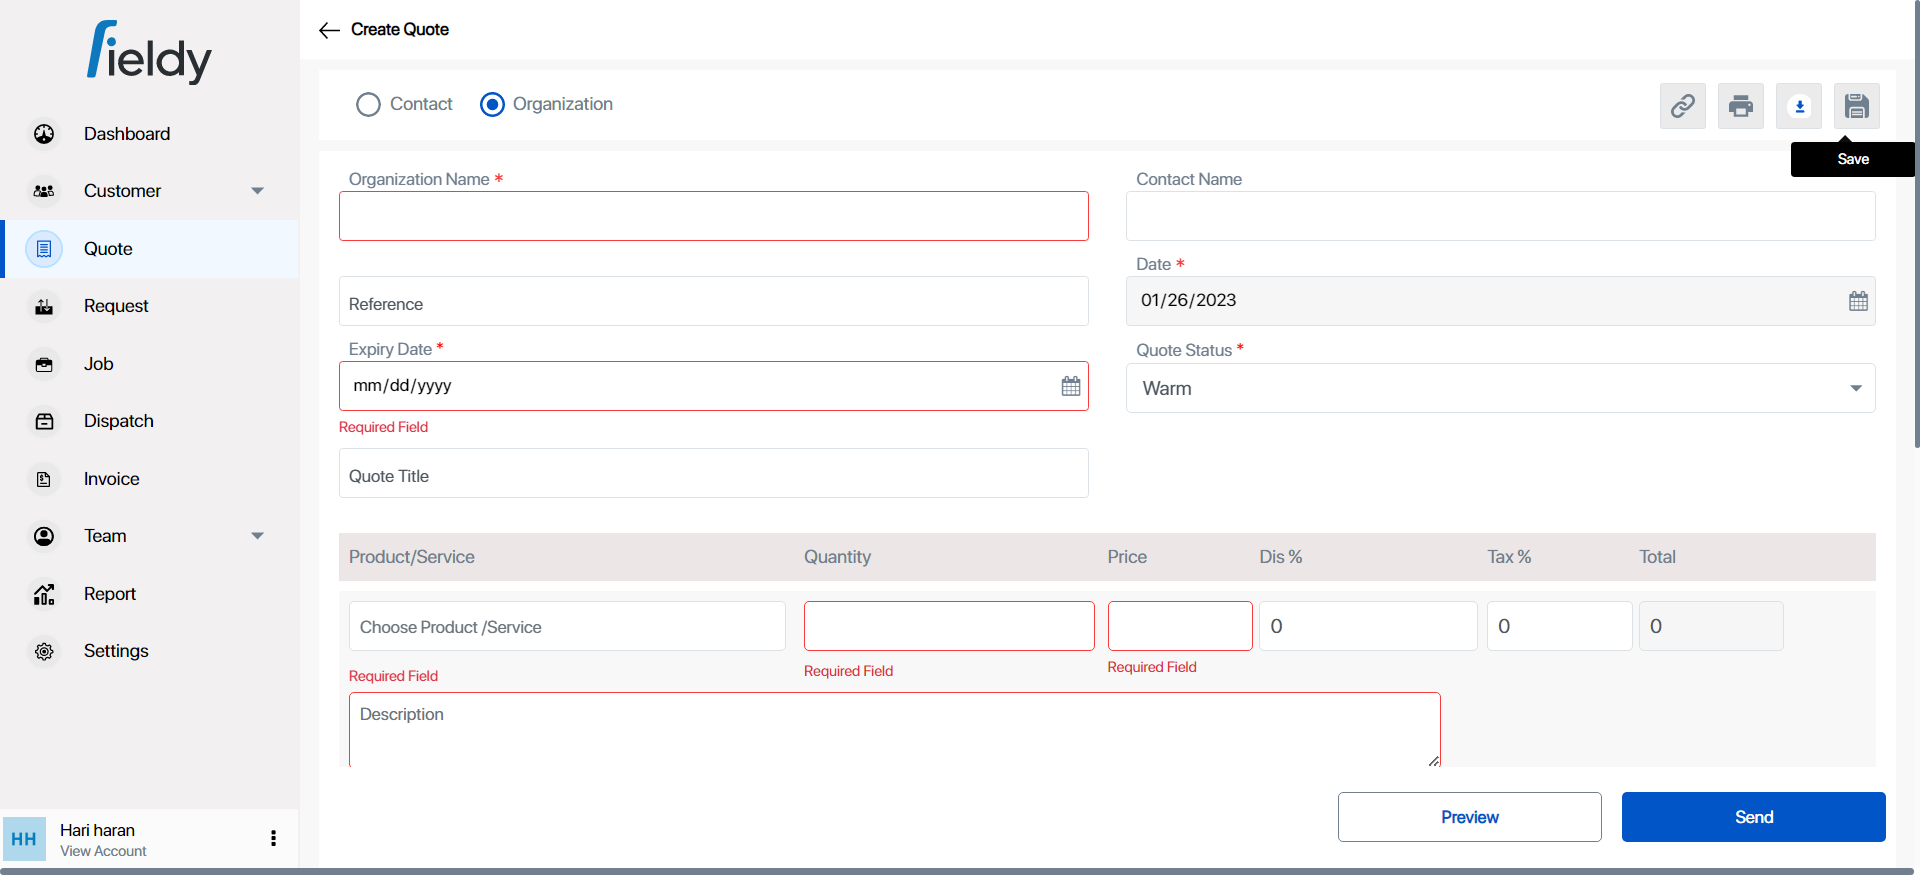 fieldy
Create Quote
Dashboard
Customer
Quote
Request
Job
Dispatch
Invoice
Team
Report
Settings
HH
Hari haran
View Account
Contact
Organization
Save
Organization Name *
Contact Name
Reference
Date *
01/26/2023
Expiry Date *
mm/dd/yyyy
Required Field
Quote Status *
Warm
Quote Title
Product/Service Quantity Price Dis % Tax % Total
Choose Product /Service 0 0 0
Required Field Required Field Required Field
Description
Preview
Send